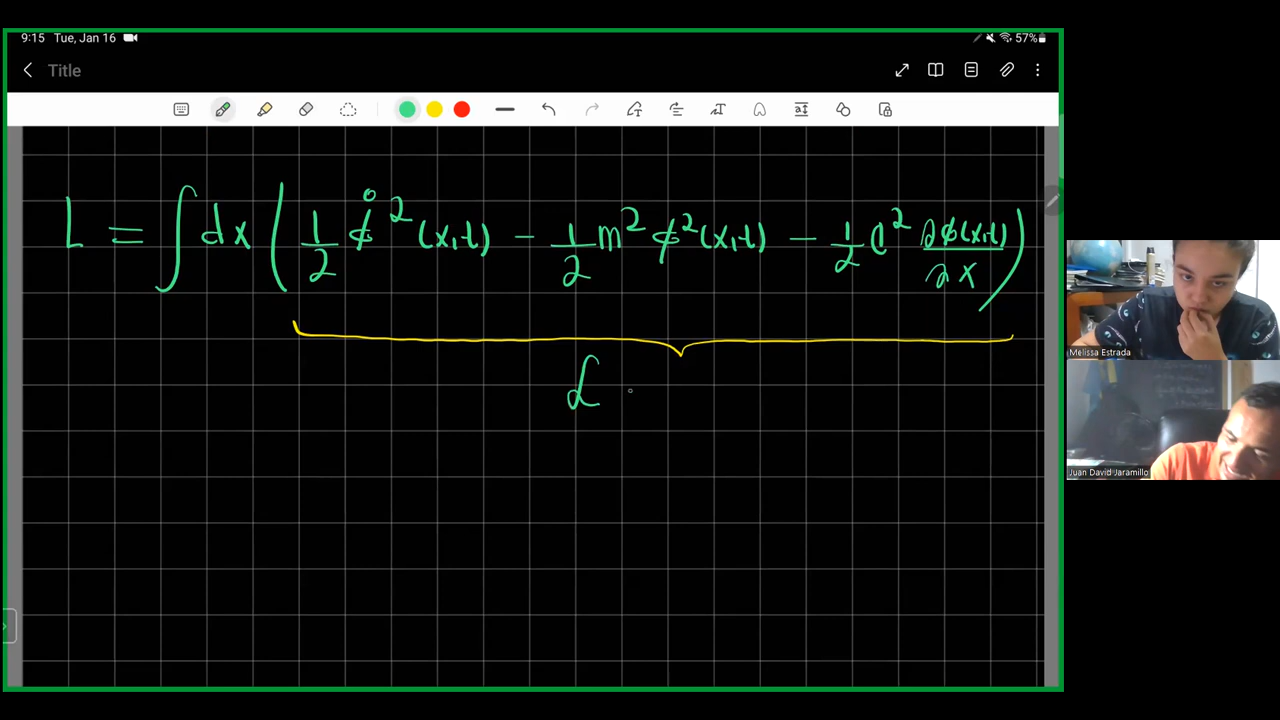 9:15 Tue, Jan 16 57%
Title
L = ∫ dx ( 1/2 ϕ̇² (x,t) − 1/2 m² ϕ² (x,t) − 1/2 C² ∂ϕ(x,t)/∂x )
ℒ
Melissa Estrada
Juan David Jaramillo